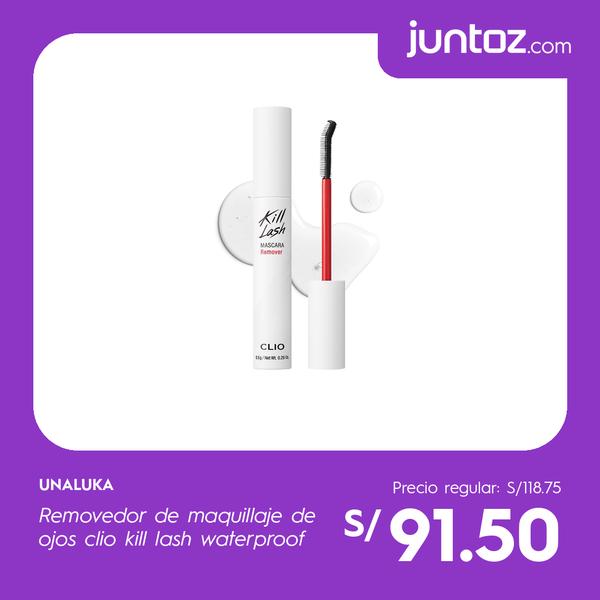 juntoz.com
Kill
Lash
MASCARA
Remover
CLIO
UNALUKA
Removedor de maquillaje de
ojos clio kill lash waterproof
Precio regular: S/118.75
S/91.50